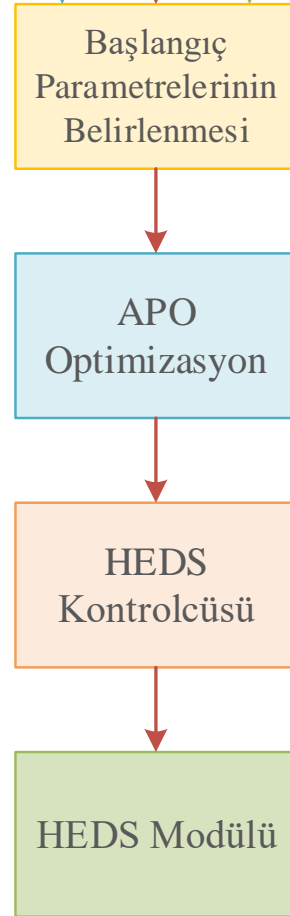 Başlangıç
Parametrelerinin
Belirlenmesi
APO
Optimizasyon
HEDS
Kontrolcüsü
HEDS Modülü